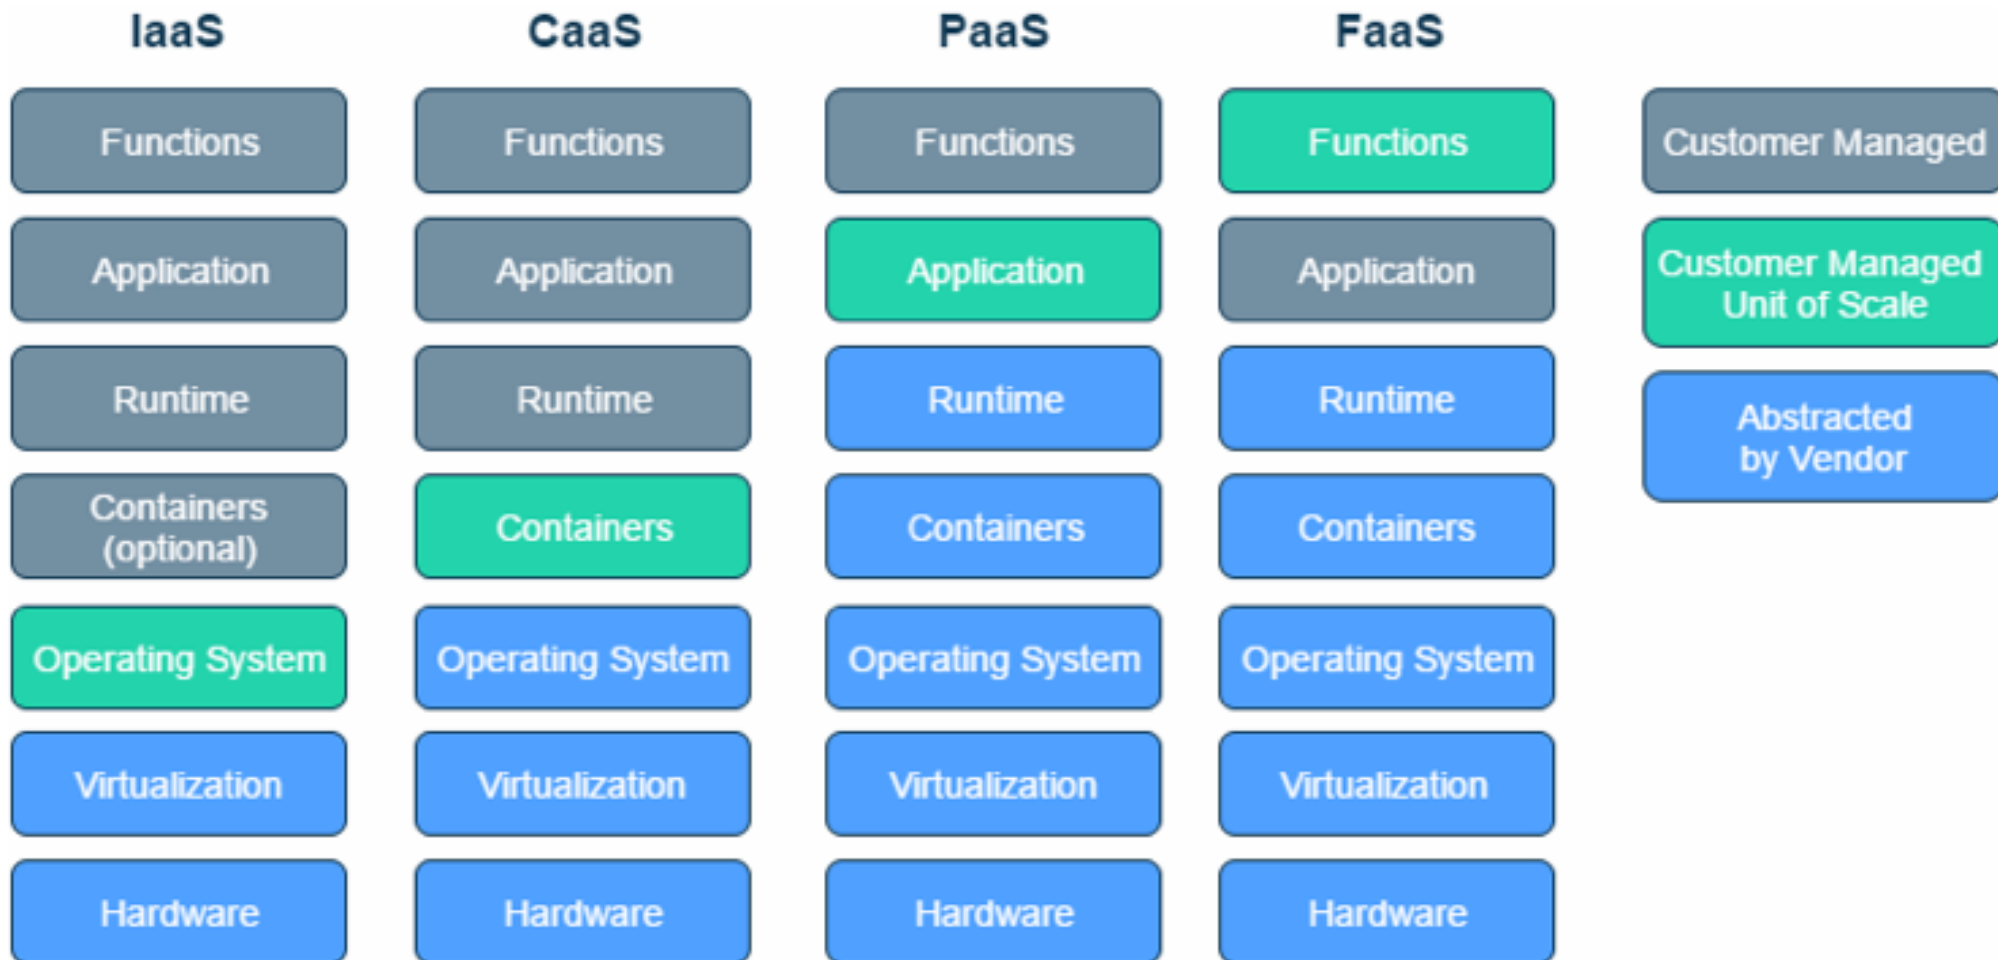 IaaS CaaS PaaS FaaS
Functions Functions Functions Functions Customer Managed
Application Application Application Application Customer Managed
Unit of Scale
Runtime Runtime Runtime Runtime Abstracted
by Vendor
Containers
(optional) Containers Containers Containers
Operating System Operating System Operating System Operating System
Virtualization Virtualization Virtualization Virtualization
Hardware Hardware Hardware Hardware